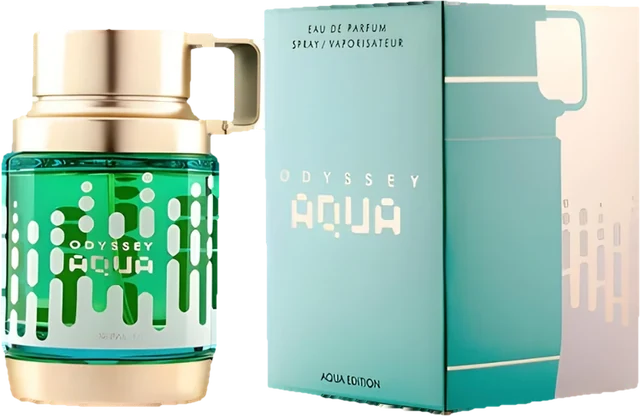 ODYSSEY
AQUA
EAU DE PARFUM
SPRAY / VAPORISATEUR
ODYSSEY
AQUA
AQUA EDITION